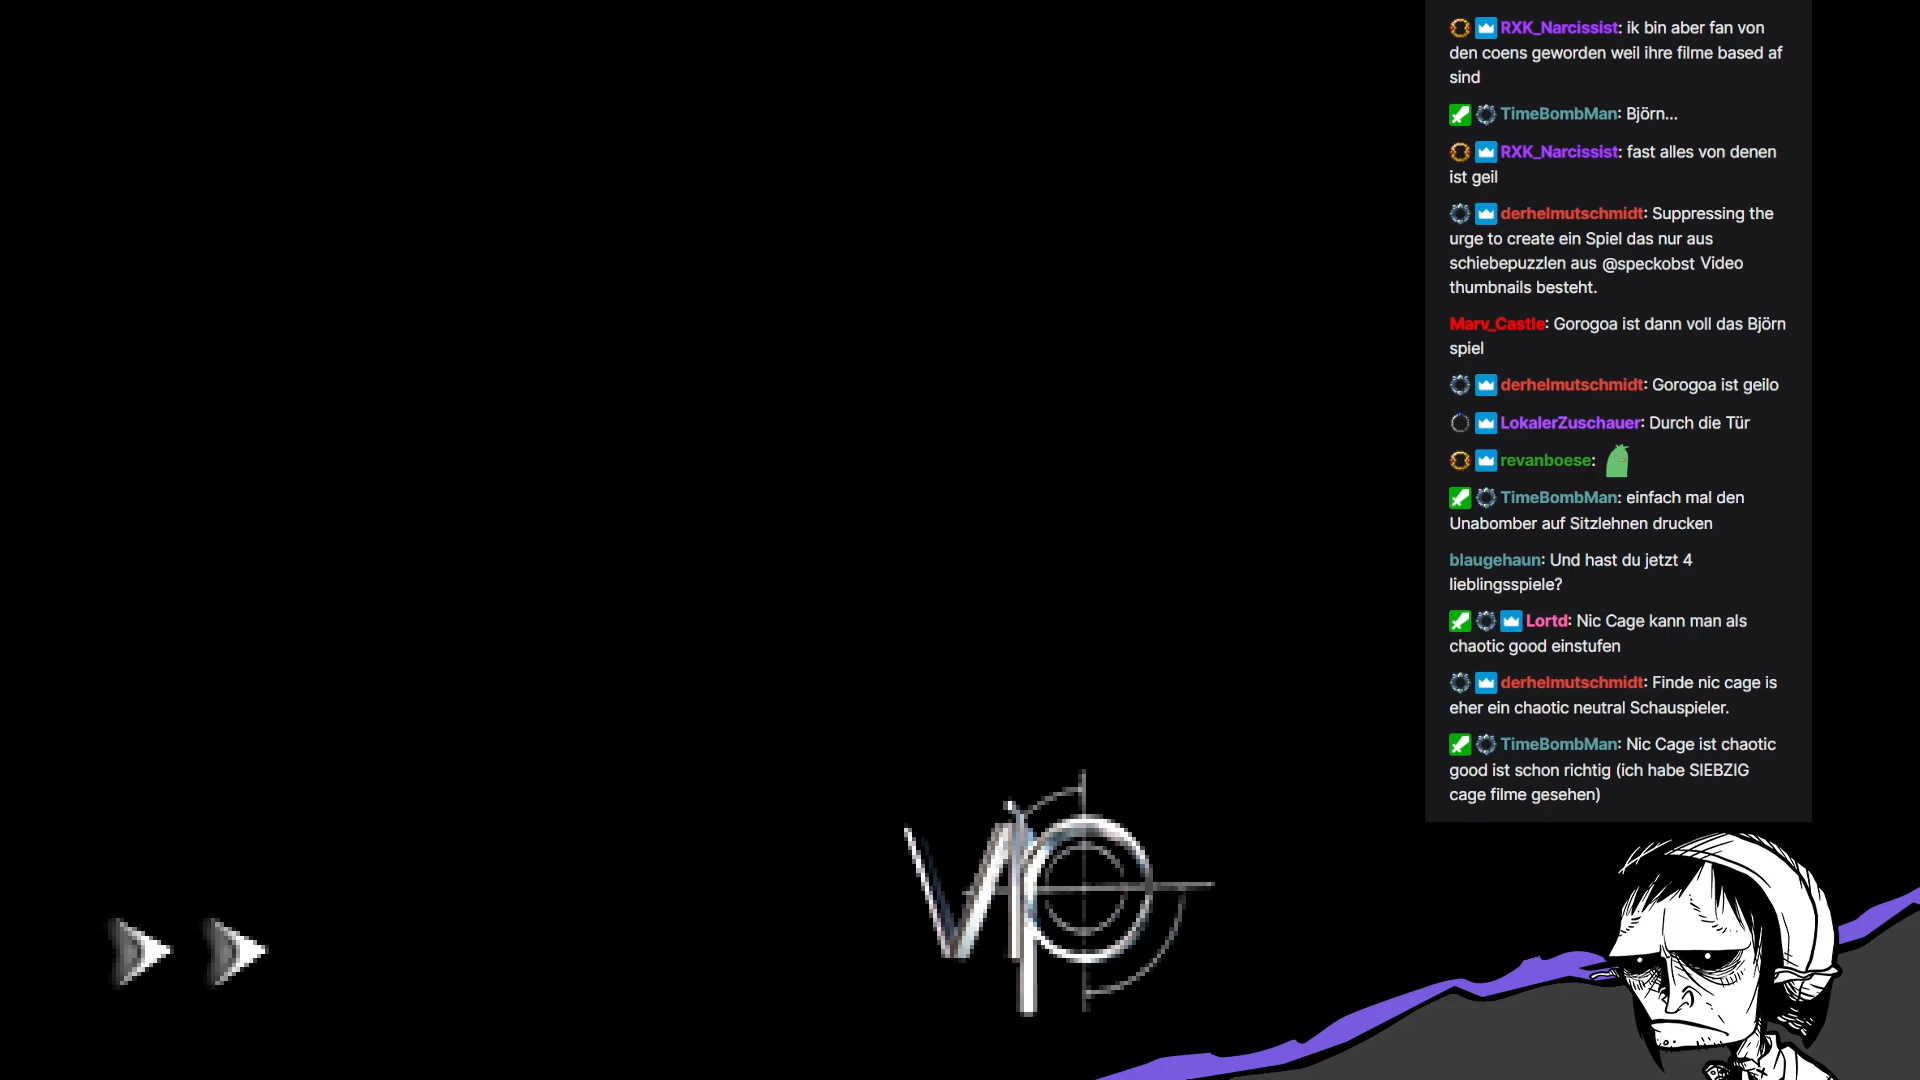 RXK_Narcissist: ik bin aber fan von
den coens geworden weil ihre filme based af
sind
TimeBombMan: Björn...
RXK_Narcissist: fast alles von denen
ist geil
derhelmutschmidt: Suppressing the
urge to create ein Spiel das nur aus
schiebepuzzlen aus @speckobst Video
thumbnails besteht.
Marv_Castle: Gorogoa ist dann voll das Björn
spiel
derhelmutschmidt: Gorogoa ist geilo
LokalerZuschauer: Durch die Tür
revanboese:
TimeBombMan: einfach mal den
Unabomber auf Sitzlehnen drucken
blaugehaun: Und hast du jetzt 4
lieblingsspiele?
Lortd: Nic Cage kann man als
chaotic good einstufen
derhelmutschmidt: Finde nic cage is
eher ein chaotic neutral Schauspieler.
TimeBombMan: Nic Cage ist chaotic
good ist schon richtig (ich habe SIEBZIG
cage filme gesehen)
vip